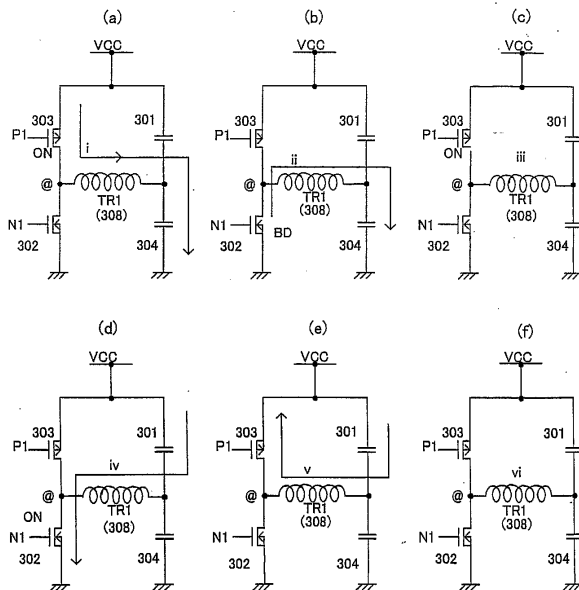 (a)
VCC
303
P1
ON
301
i
@
TR1
(308)
N1
302
304
(b)
VCC
303
P1
301
ii
@
TR1
(308)
N1
302
BD
304
(c)
VCC
303
P1
ON
301
iii
@
TR1
(308)
N1
302
304
(d)
VCC
303
P1
301
iv
@
TR1
(308)
ON
N1
302
304
(e)
VCC
303
P1
301
v
@
TR1
(308)
N1
302
304
(f)
VCC
303
P1
301
vi
@
TR1
(308)
N1
302
304